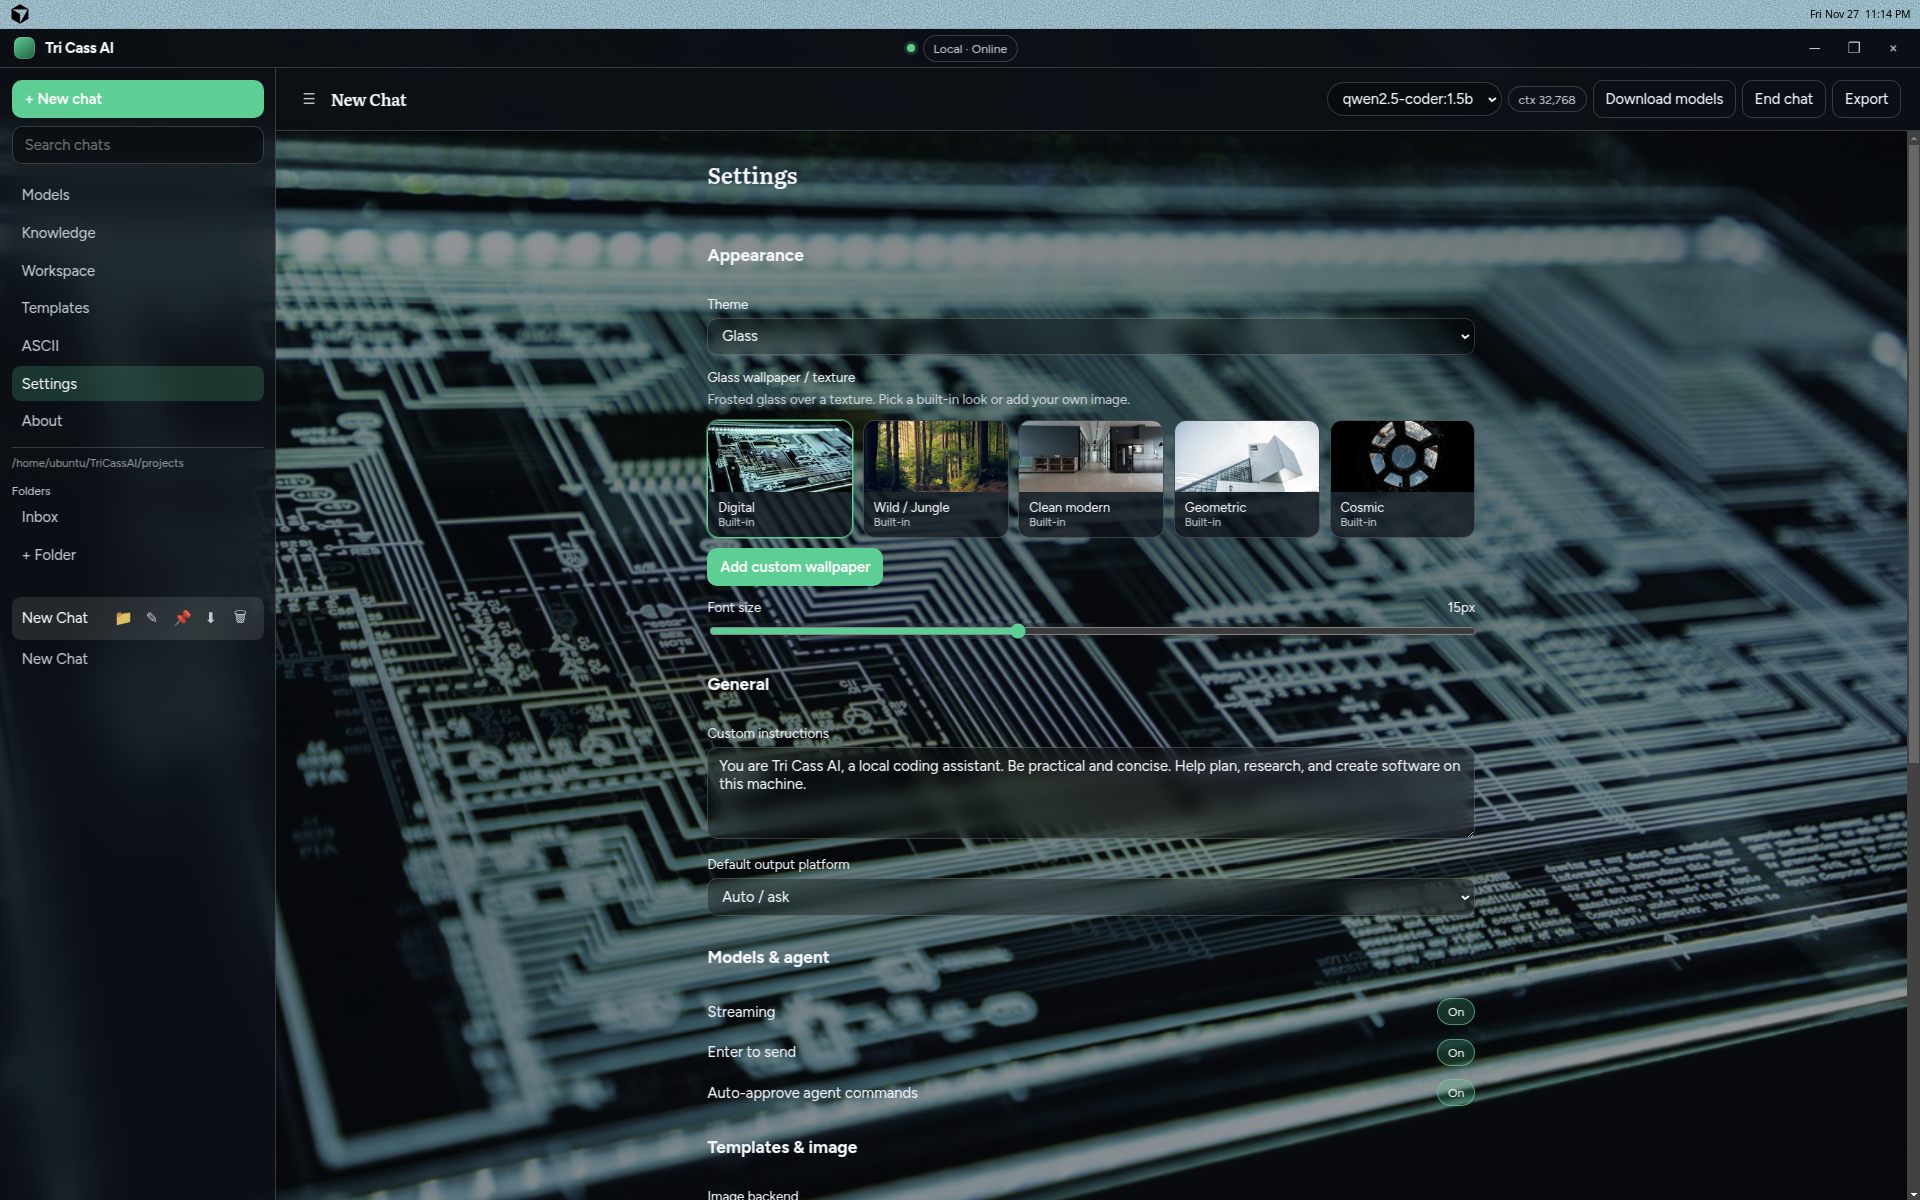 Fri Nov 27 11:14 PM
Tri Cass AI
Local · Online
+ New chat
Search chats
Models
Knowledge
Workspace
Templates
ASCII
Settings
About
/home/ubuntu/TriCassAI/projects
Folders
Inbox
+ Folder
New Chat
New Chat
New Chat
qwen2.5-coder:1.5b
ctx 32,768
Download models
End chat
Export
Settings
Appearance
Theme
Glass
Glass wallpaper / texture
Frosted glass over a texture. Pick a built-in look or add your own image.
Digital
Built-in
Wild / Jungle
Built-in
Clean modern
Built-in
Geometric
Built-in
Cosmic
Built-in
Add custom wallpaper
Font size
15px
General
Custom instructions
You are Tri Cass AI, a local coding assistant. Be practical and concise. Help plan, research, and create software on
this machine.
Default output platform
Auto / ask
Models & agent
Streaming
On
Enter to send
On
Auto-approve agent commands
On
Templates & image
Image backend